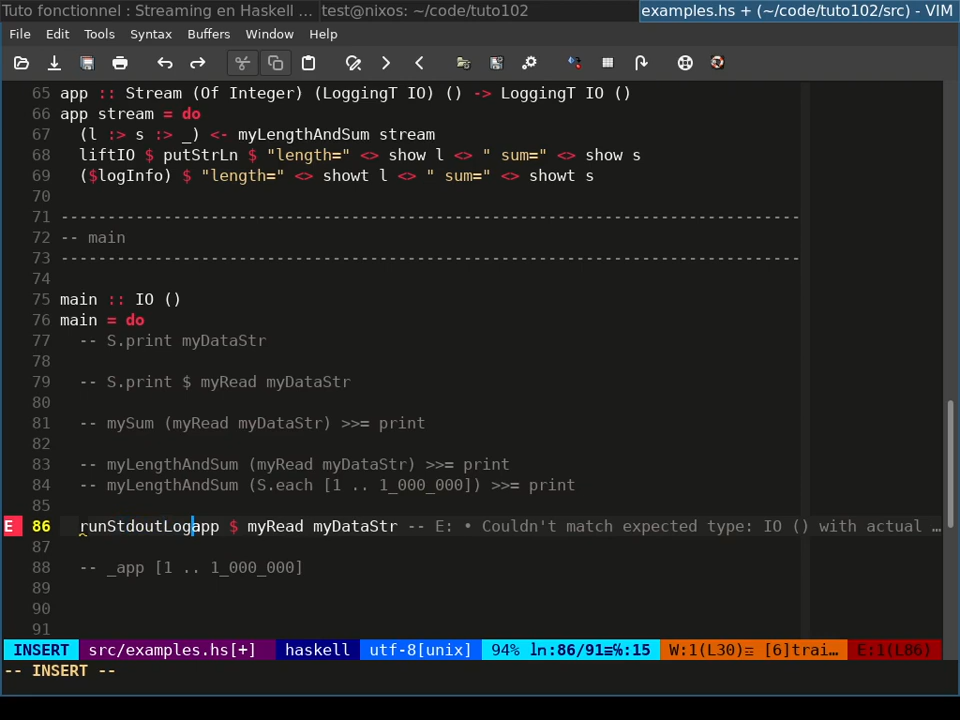 Tuto fonctionnel : Streaming en Haskell ... test@nixos: ~/code/tuto102 examples.hs + (~/code/tuto102/src) - VIM
File Edit Tools Syntax Buffers Window Help
65 app :: Stream (Of Integer) (LoggingT IO) () -> LoggingT IO ()
66 app stream = do
67   (l :> s :> _) <- myLengthAndSum stream
68   liftIO $ putStrLn $ "length=" <> show l <> " sum=" <> show s
69   ($logInfo) $ "length=" <> showt l <> " sum=" <> showt s
70
71 -------------------------------------------------------------------------------
72 -- main
73 -------------------------------------------------------------------------------
74
75 main :: IO ()
76 main = do
77   -- S.print myDataStr
78
79   -- S.print $ myRead myDataStr
80
81   -- mySum (myRead myDataStr) >>= print
82
83   -- myLengthAndSum (myRead myDataStr) >>= print
84   -- myLengthAndSum (S.each [1 .. 1_000_000]) >>= print
85
E 86   runStdoutLogapp $ myRead myDataStr -- E: • Couldn't match expected type: IO () with actual …
87
88   -- _app [1 .. 1_000_000]
89
90
91
INSERT src/examples.hs[+] haskell utf-8[unix] 94% ln:86/91≡℅:15 W:1(L30)☲ [6]trai… E:1(L86)
-- INSERT --